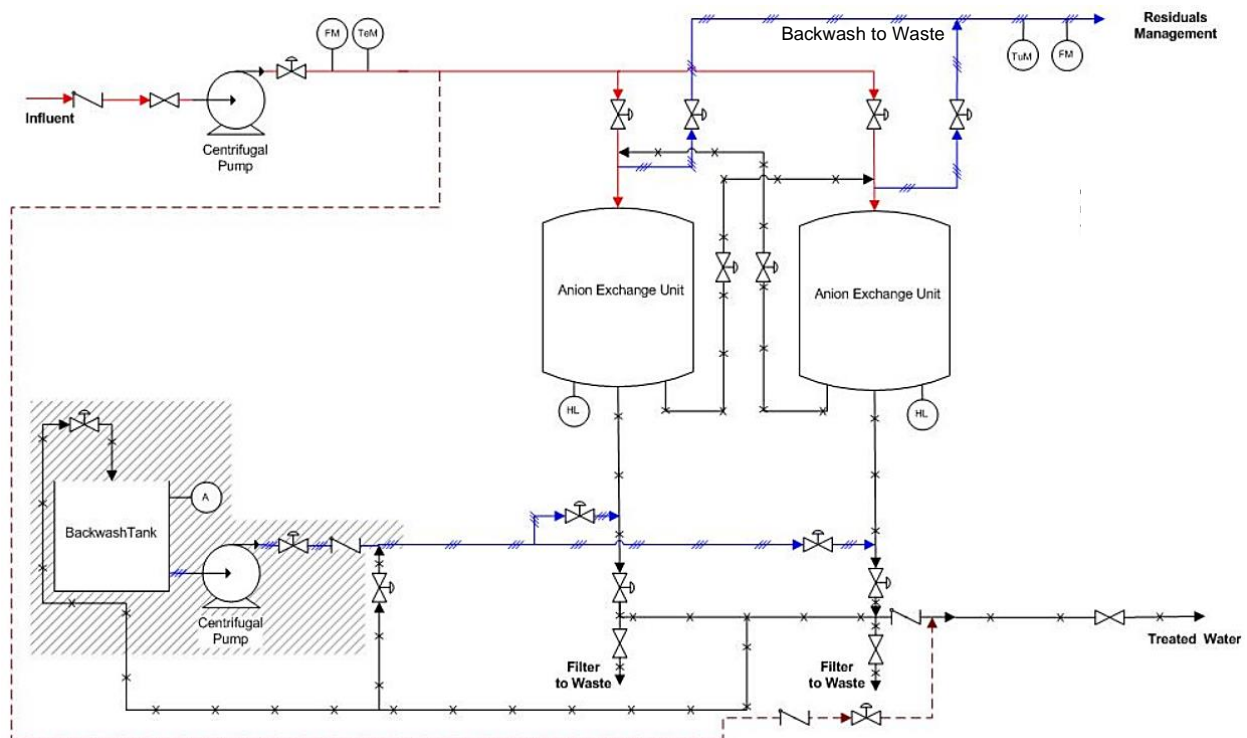 Residuals
Management
Backwash to Waste
FM
TeM
TuM
FM
Influent
Centrifugal
Pump
Anion Exchange Unit
Anion Exchange Unit
HL
HL
A
BackwashTank
Centrifugal
Pump
Treated Water
Filter
to Waste
Filter
to Waste